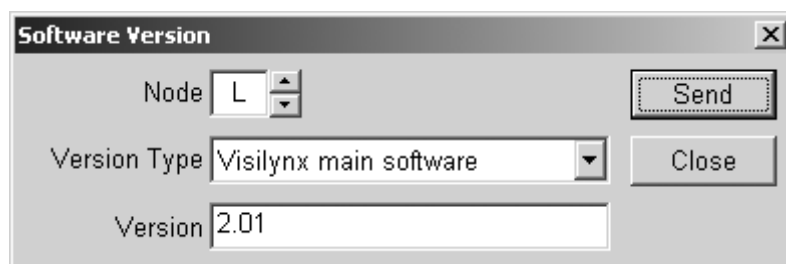 Software Version
Node L Send
Version Type Visilynx main software Close
Version 2.01